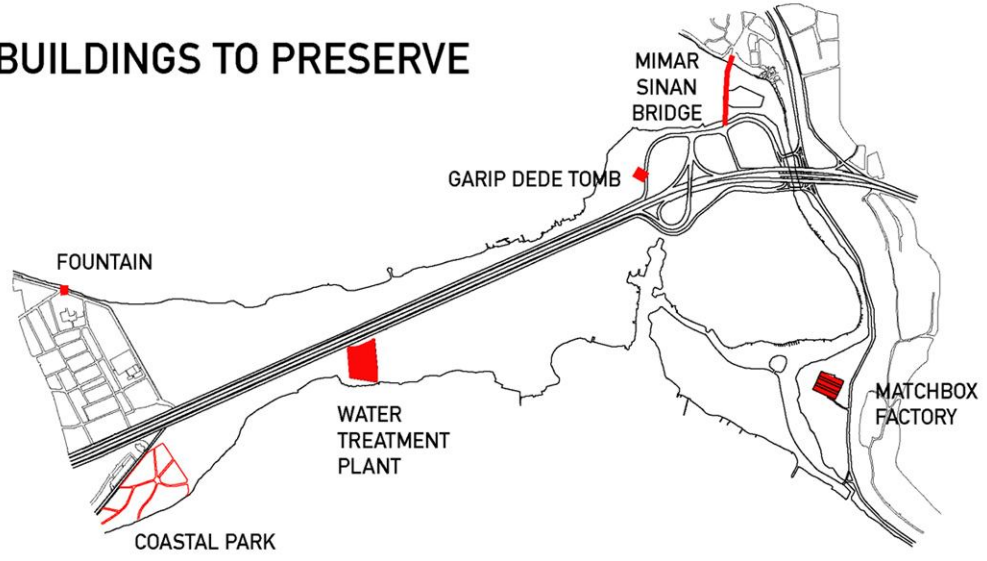 BUILDINGS TO PRESERVE
MIMAR
SINAN
BRIDGE
GARIP DEDE TOMB
FOUNTAIN
WATER
TREATMENT
PLANT
MATCHBOX
FACTORY
COASTAL PARK